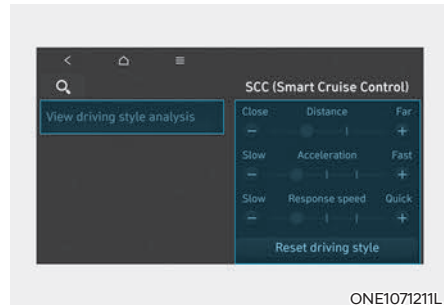 SCC (Smart Cruise Control)
View driving style analysis
Close Distance Far
Slow Acceleration Fast
Slow Response speed Quick
Reset driving style
ONE1071211L